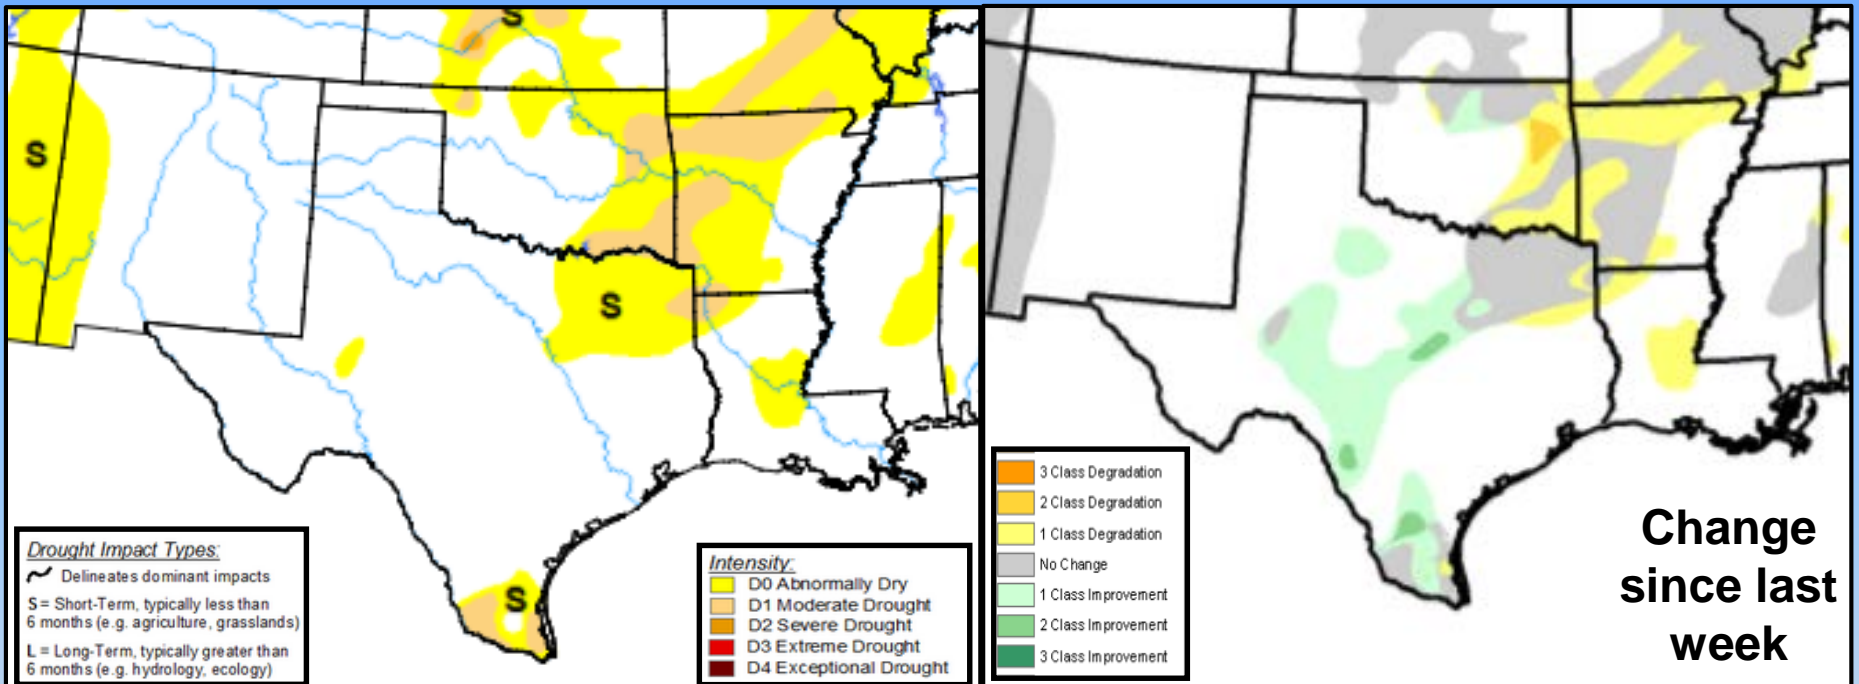 S
S
S
S
Drought Impact Types:
Delineates dominant impacts
S = Short-Term, typically less than
6 months (e.g. agriculture, grasslands)
L = Long-Term, typically greater than
6 months (e.g. hydrology, ecology)
Intensity:
D0 Abnormally Dry
D1 Moderate Drought
D2 Severe Drought
D3 Extreme Drought
D4 Exceptional Drought
3 Class Degradation
2 Class Degradation
1 Class Degradation
No Change
1 Class Improvement
2 Class Improvement
3 Class Improvement
Change
since last
week